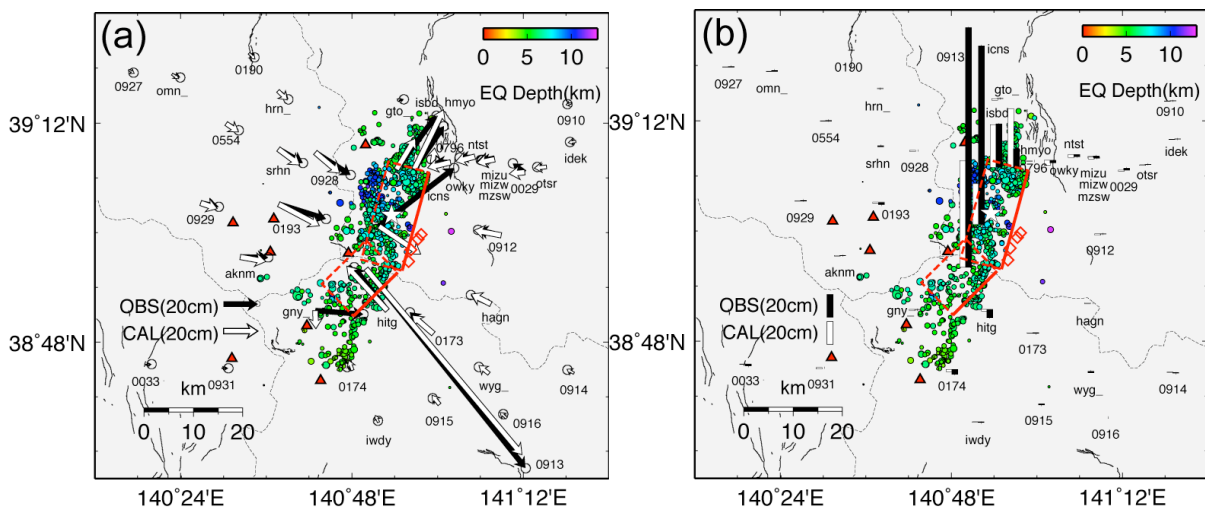 (a)
0 5 10
EQ Depth(km)
0927
omn_
0190
hrn_
gto_
isbd
hmyo
0910
39°12'
0554
0796
ntst
idek
srhn
0928
owky
mizu
mizw
mzsw
0029
otsr
icns
0929
0193
0912
aknm
OBS(20cm)
CAL(20cm)
gny_
hitg
hagn
38°48'
0173
0033
0931
0174
wyg_
0914
km
0 10 20
0915
0916
iwdy
0913
140°24'E
140°48'E
141°12'E
(b)
0 5 10
EQ Depth(km)
0927
omn_
0190
0913
icns
gto_
hrn_
isbd
0910
39°12'
0554
hmyo
ntst
idek
srhn
0928
0796
owky
mizu
mizw
mzsw
0029
otsr
0929
0193
0912
aknm
OBS(20cm)
CAL(20cm)
gny_
hitg
hagn
38°48'
0173
0033
0931
0174
wyg_
0914
km
0 10 20
0915
0916
iwdy
140°24'E
140°48'E
141°12'E